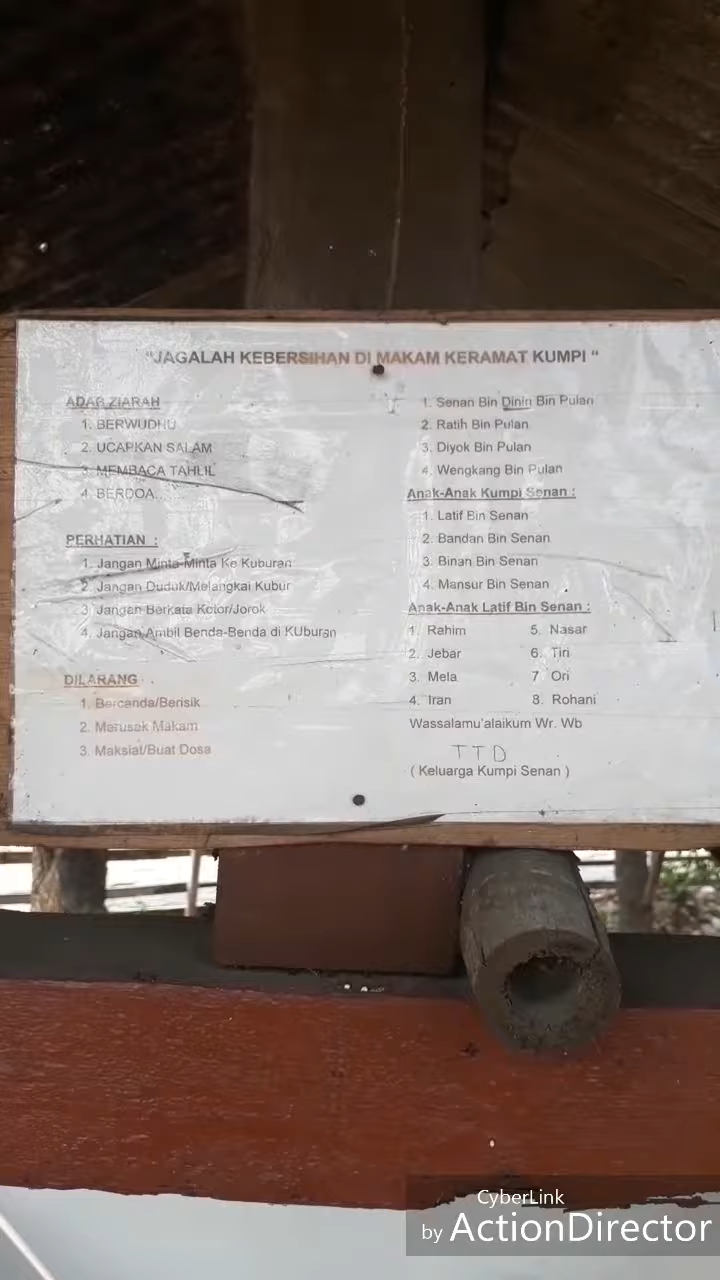 "JAGALAH KEBERSIHAN DI MAKAM KERAMAT KUMPI "
ADAB ZIARAH
1. BERWUDHU
2. UCAPKAN SALAM
3. MEMBACA TAHLIL
4. BERDOA
PERHATIAN :
1. Jangan Minta-Minta Ke Kuburan
2. Jangan Duduk/Melangkai Kubur
3. Jangan Berkata Kotor/Jorok
4. Jangan Ambil Benda-Benda di KUburan
DILARANG
1. Bercanda/Berisik
2. Merusak Makam
3. Maksiat/Buat Dosa
1. Senan Bin Dinin Bin Pulan
2. Ratih Bin Pulan
3. Diyok Bin Pulan
4. Wengkang Bin Pulan
Anak-Anak Kumpi Senan :
1. Latif Bin Senan
2. Bandan Bin Senan
3. Binan Bin Senan
4. Mansur Bin Senan
Anak-Anak Latif Bin Senan :
1. Rahim 5. Nasar
2. Jebar 6. Tiri
3. Mela 7 Ori
4. Iran 8. Rohani
Wassalamu'alaikum Wr. Wb
TTD
( Keluarga Kumpi Senan )
CyberLink
by ActionDirector